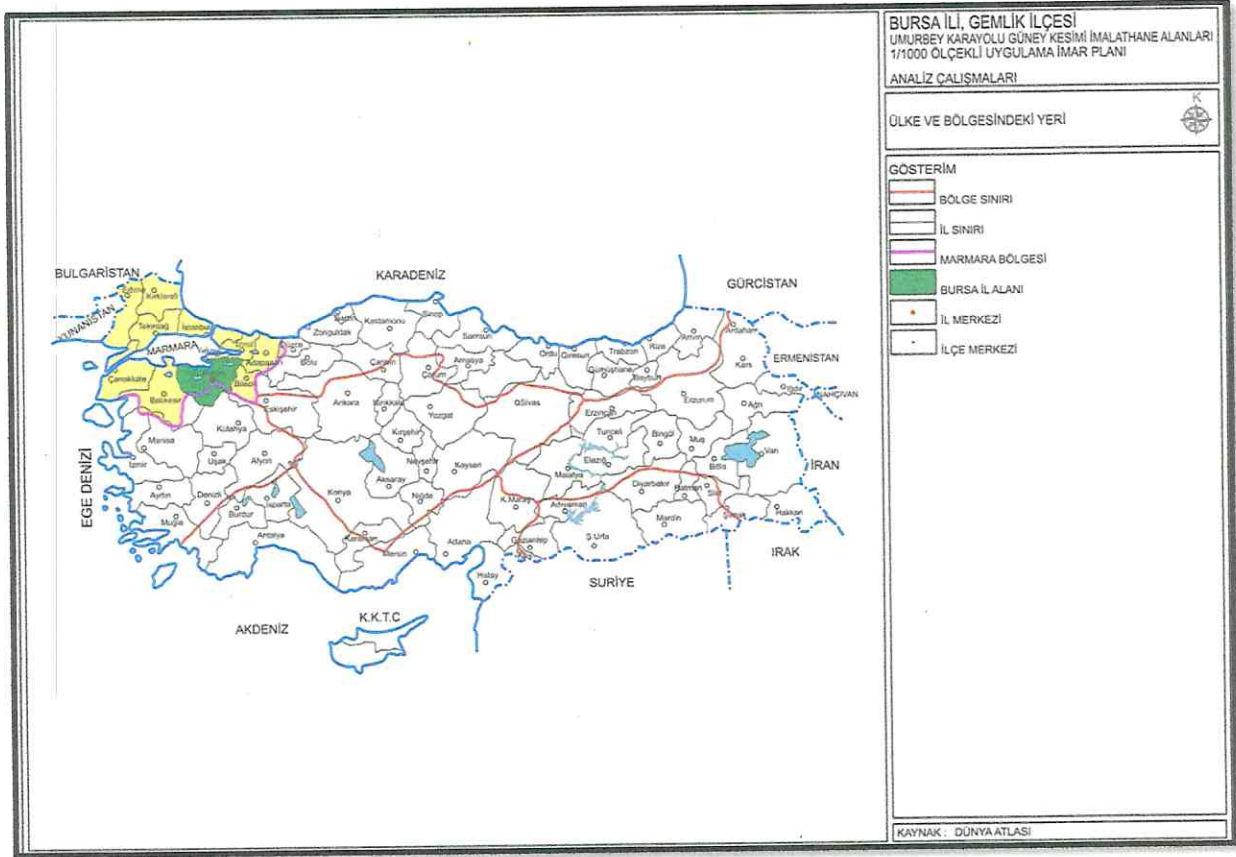 BURSA İLİ, GEMLİK İLÇESİ
UMURBEY KARAYOLU GÜNEY KESİMİ İMALATHANE ALANLARI
1/1000 ÖLÇEKLİ UYGULAMA İMAR PLANI
ANALİZ ÇALIŞMALARI
ÜLKE VE BÖLGESİNDEKİ YERİ
K
GÖSTERİM
BÖLGE SINIRI
İL SINIRI
MARMARA BÖLGESİ
BURSA İL ALANI
İL MERKEZİ
İLÇE MERKEZİ
KAYNAK : DÜNYA ATLASI
BULGARİSTAN
KARADENİZ
GÜRCİSTAN
YUNANİSTAN
Edirne
Kırklareli
Tekirdağ
İstanbul
MARMARA
Düzce
Zonguldak
Kastamonu
Sinop
Samsun
Ordu
Giresun
Trabzon
Rize
Artvin
Ardahan
ERMENİSTAN
Kars
Iğdır
NAHÇIVAN
Çanakkale
Balıkesir
Bilecik
Bolu
Çankırı
Çorum
Amasya
Gümüşhane
Bayburt
Eskişehir
Ankara
Kırıkkale
Yozgat
Sivas
Erzincan
Erzurum
Ağrı
Kütahya
Manisa
İzmir
Uşak
Afyon
Kırşehir
Nevşehir
Kayseri
Tunceli
Bingöl
Muş
Bitlis
Van
İRAN
EGE DENİZİ
Aydın
Denizli
Burdur
Isparta
Konya
Aksaray
Niğde
Malatya
Elazığ
Diyarbakır
Batman
Siirt
Şırnak
Hakkari
Muğla
Antalya
Karaman
Mersin
Adana
K.Maraş
Adıyaman
Gaziantep
Ş.Urfa
Mardin
IRAK
Hatay
SURİYE
K.K.T.C
AKDENİZ